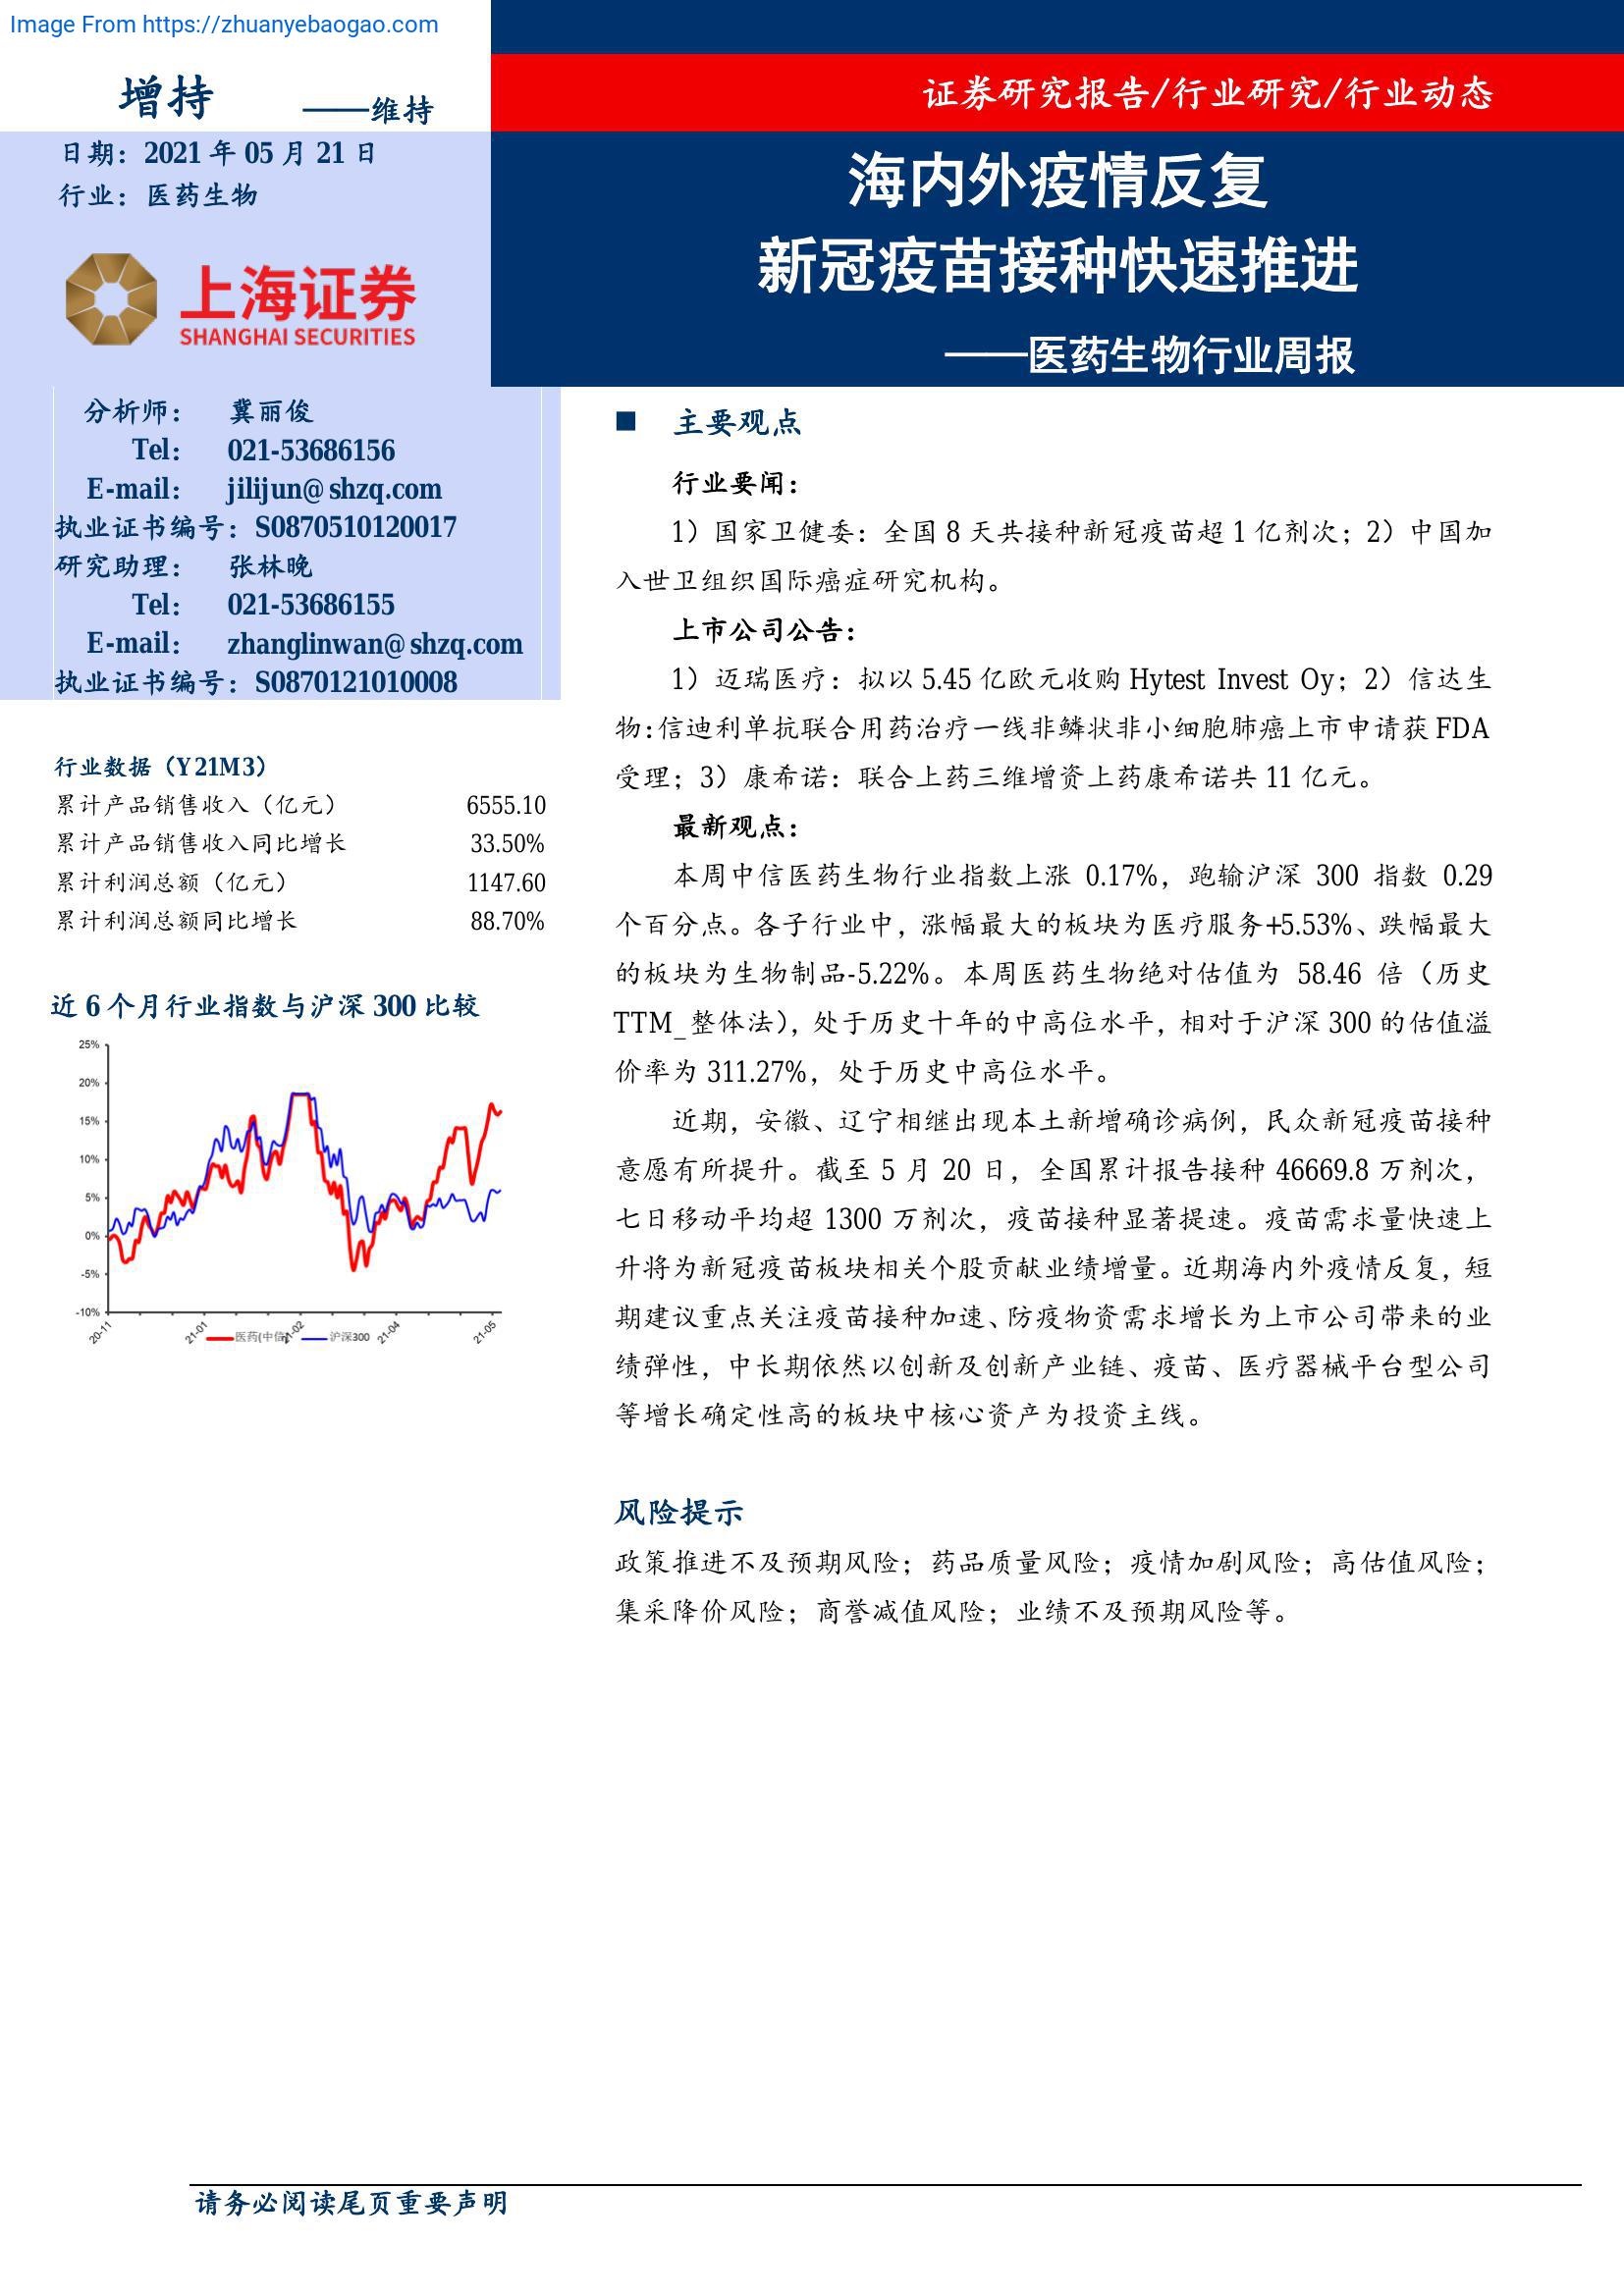 Image From https://zhuanyebaogao.com
增持 ——维持
证券研究报告/行业研究/行业动态
日期：2021 年 05 月 21 日
行业：医药生物
海内外疫情反复
新冠疫苗接种快速推进
——医药生物行业周报
上海证券
SHANGHAI SECURITIES
分析师： 冀丽俊
Tel： 021-53686156
E-mail： jilijun@shzq.com
执业证书编号：S0870510120017
研究助理： 张林晚
Tel： 021-53686155
E-mail： zhanglinwan@shzq.com
执业证书编号：S0870121010008
行业数据（Y21M3）
累计产品销售收入（亿元） 6555.10
累计产品销售收入同比增长 33.50%
累计利润总额（亿元） 1147.60
累计利润总额同比增长 88.70%
近 6 个月行业指数与沪深 300 比较
25%
20%
15%
10%
5%
0%
-5%
-10%
20-11 21-01 21-02 21-04 21-05
医药(中信) 沪深300
■ 主要观点
行业要闻：
1）国家卫健委：全国 8 天共接种新冠疫苗超 1 亿剂次；2）中国加
入世卫组织国际癌症研究机构。
上市公司公告：
1）迈瑞医疗：拟以 5.45 亿欧元收购 Hytest Invest Oy；2）信达生
物：信迪利单抗联合用药治疗一线非鳞状非小细胞肺癌上市申请获 FDA
受理；3）康希诺：联合上药三维增资上药康希诺共 11 亿元。
最新观点：
本周中信医药生物行业指数上涨 0.17%，跑输沪深 300 指数 0.29
个百分点。各子行业中，涨幅最大的板块为医疗服务+5.53%、跌幅最大
的板块为生物制品-5.22%。本周医药生物绝对估值为 58.46 倍（历史
TTM_整体法），处于历史十年的中高位水平，相对于沪深 300 的估值溢
价率为 311.27%，处于历史中高位水平。
近期，安徽、辽宁相继出现本土新增确诊病例，民众新冠疫苗接种
意愿有所提升。截至 5 月 20 日，全国累计报告接种 46669.8 万剂次，
七日移动平均超 1300 万剂次，疫苗接种显著提速。疫苗需求量快速上
升将为新冠疫苗板块相关个股贡献业绩增量。近期海内外疫情反复，短
期建议重点关注疫苗接种加速、防疫物资需求增长为上市公司带来的业
绩弹性，中长期依然以创新及创新产业链、疫苗、医疗器械平台型公司
等增长确定性高的板块中核心资产为投资主线。
风险提示
政策推进不及预期风险；药品质量风险；疫情加剧风险；高估值风险；
集采降价风险；商誉减值风险；业绩不及预期风险等。
请务必阅读尾页重要声明